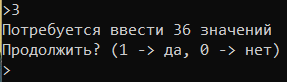 >3
Потребуется ввести 36 значений
Продолжить? (1 -> да, 0 -> нет)
>